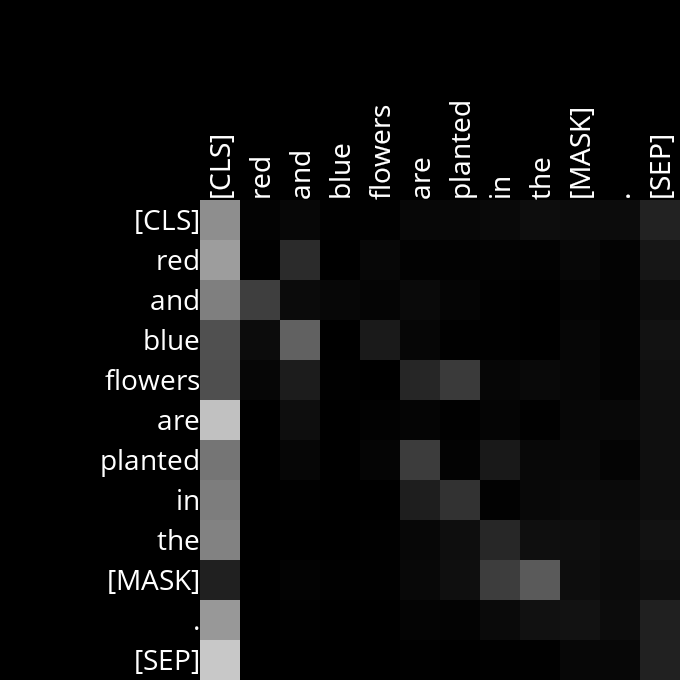 [CLS] red and blue flowers are planted in the [MASK] . [SEP]
[CLS]
red
and
blue
flowers
are
planted
in
the
[MASK]
.
[SEP]